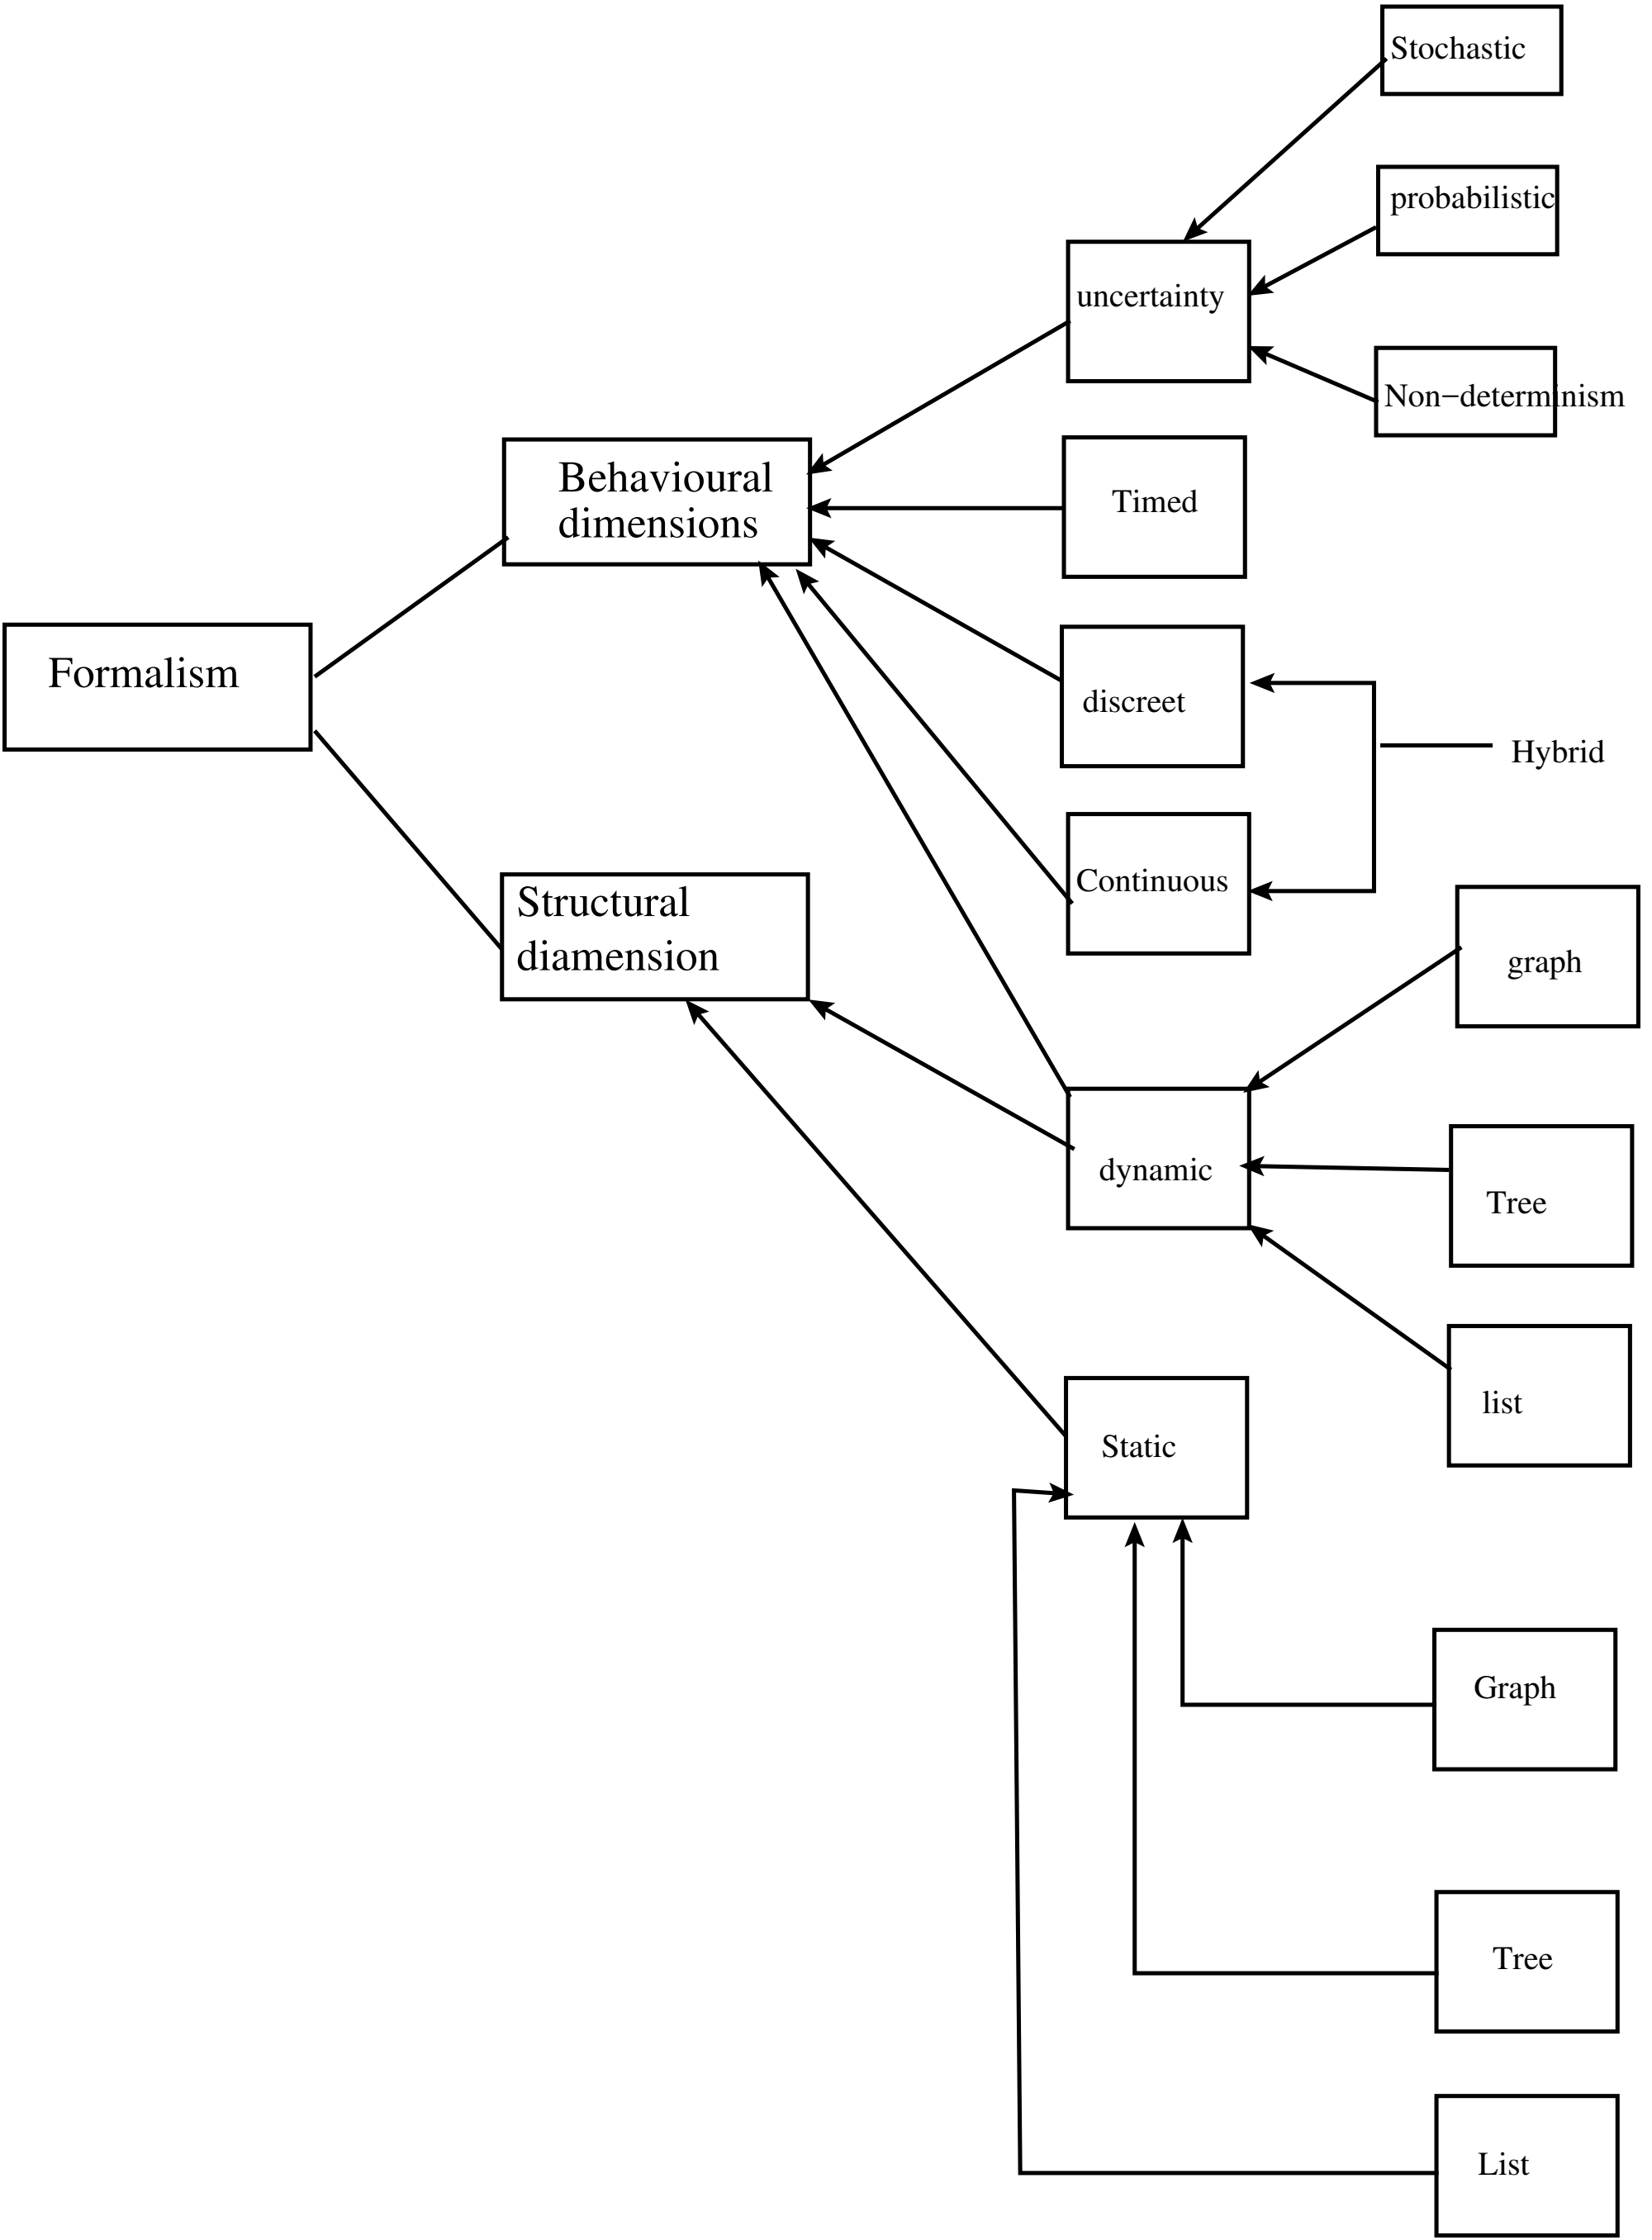 Stochastic
probabilistic
uncertainty
Non−determinism
Behavioural
dimensions
Timed
Formalism
discreet
Hybrid
Continuous
Structural
diamension
graph
dynamic
Tree
list
Static
Graph
Tree
List